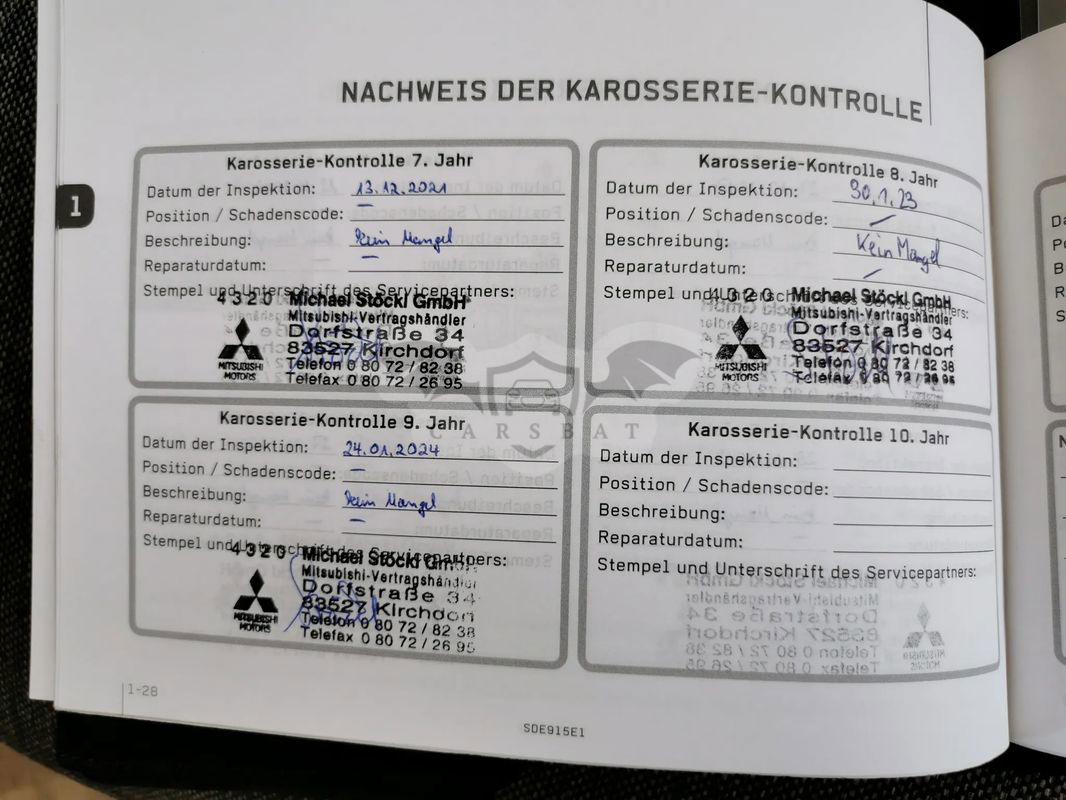 NACHWEIS DER KAROSSERIE-KONTROLLE
1
Karosserie-Kontrolle 7. Jahr
Datum der Inspektion: 13.12.2021
Position / Schadenscode: —
Beschreibung: Kein Mangel
Reparaturdatum: —
Stempel und Unterschrift des Servicepartners:
4320 Michael Stöckl GmbH
Mitsubishi-Vertragshändler
Dorfstraße 34
83527 Kirchdorf
Telefon 0 80 72 / 82 38
Telefax 0 80 72 / 26 95
MITSUBISHI
MOTORS
Karosserie-Kontrolle 8. Jahr
Datum der Inspektion: 30.1.23
Position / Schadenscode: —
Beschreibung: Kein Mangel
Reparaturdatum: —
Stempel und Unterschrift des Servicepartners:
4320 Michael Stöckl GmbH
Mitsubishi-Vertragshändler
Dorfstraße 34
83527 Kirchdorf
Telefon 0 80 72 / 82 38
Telefax 0 80 72 / 26 95
MITSUBISHI
MOTORS
CARSBAT
Karosserie-Kontrolle 9. Jahr
Datum der Inspektion: 24.01.2024
Position / Schadenscode: —
Beschreibung: Kein Mangel
Reparaturdatum: —
Stempel und Unterschrift des Servicepartners:
4320 Michael Stöckl GmbH
Mitsubishi-Vertragshändler
Dorfstraße 34
83527 Kirchdorf
Telefon 0 80 72 / 82 38
Telefax 0 80 72 / 26 95
MITSUBISHI
MOTORS
Karosserie-Kontrolle 10. Jahr
Datum der Inspektion:
Position / Schadenscode:
Beschreibung:
Reparaturdatum:
Stempel und Unterschrift des Servicepartners:
1-28
SDE915E1